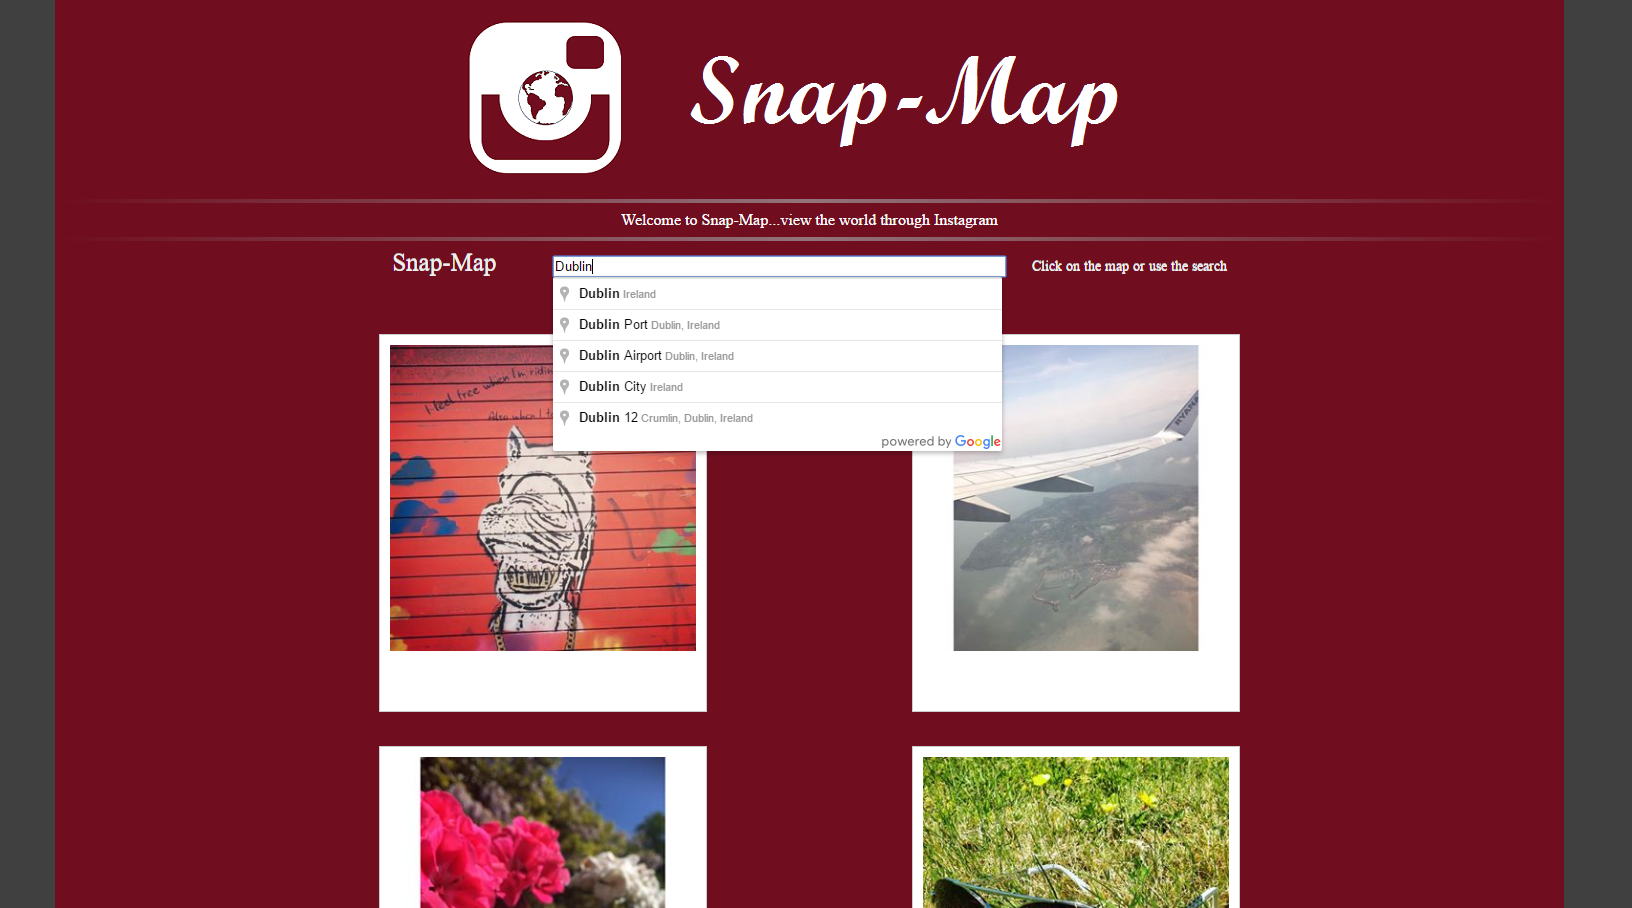 Snap-Map
Welcome to Snap-Map...view the world through Instagram
Snap-Map
Dublin
Click on the map or use the search
Dublin Ireland
Dublin Port Dublin, Ireland
Dublin Airport Dublin, Ireland
Dublin City Ireland
Dublin 12 Crumlin, Dublin, Ireland
powered by Google
I feel free when I'm ridin
Also when I
RYANA